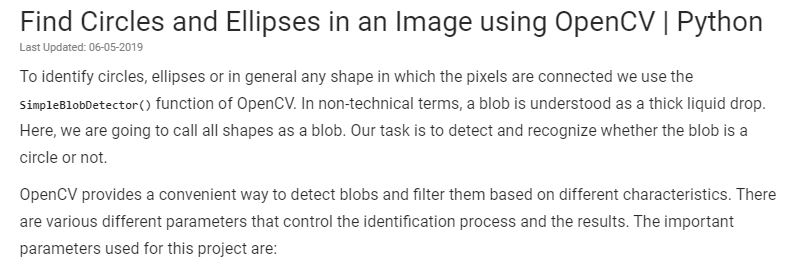 Find Circles and Ellipses in an Image using OpenCV | Python
Last Updated: 06-05-2019
To identify circles, ellipses or in general any shape in which the pixels are connected we use the
SimpleBlobDetector() function of OpenCV. In non-technical terms, a blob is understood as a thick liquid drop.
Here, we are going to call all shapes as a blob. Our task is to detect and recognize whether the blob is a
circle or not.
OpenCV provides a convenient way to detect blobs and filter them based on different characteristics. There
are various different parameters that control the identification process and the results. The important
parameters used for this project are: